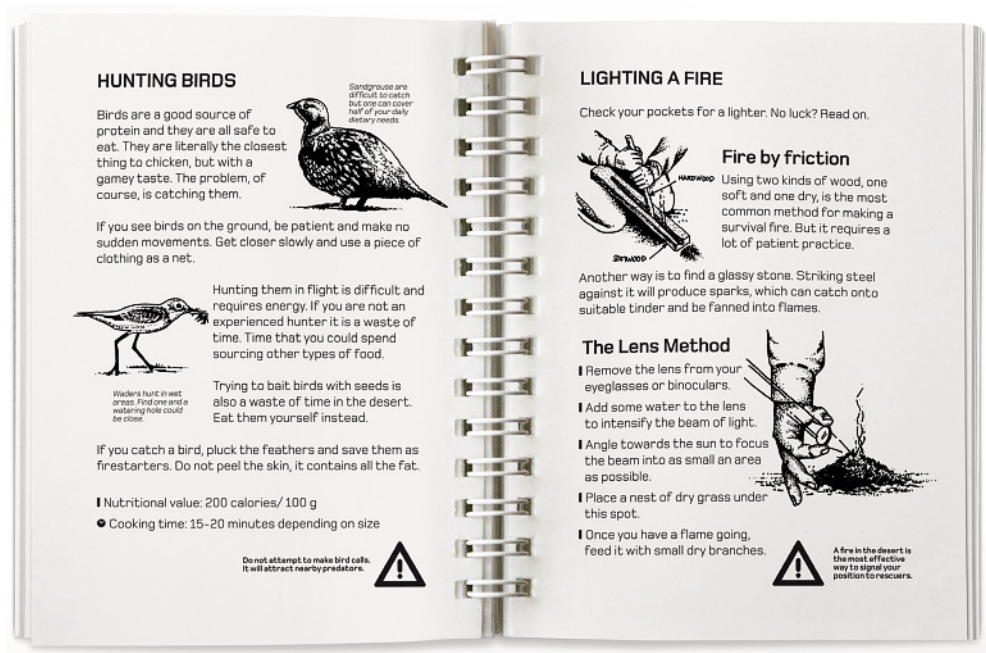 HUNTING BIRDS
Birds are a good source of
protein and they are all safe to
eat. They are literally the closest
thing to chicken, but with a
gamey taste. The problem, of
course, is catching them.
Sandgrouse are
difficult to catch
but one can cover
half of your daily
dietary needs.
If you see birds on the ground, be patient and make no
sudden movements. Get closer slowly and use a piece of
clothing as a net.
Hunting them in flight is difficult and
requires energy. If you are not an
experienced hunter it is a waste of
time. Time that you could spend
sourcing other types of food.
Waders hunt in wet
areas. Find one and a
watering hole could
be close.
Trying to bait birds with seeds is
also a waste of time in the desert.
Eat them yourself instead.
If you catch a bird, pluck the feathers and save them as
firestarters. Do not peel the skin, it contains all the fat.
Nutritional value: 200 calories/ 100 g
Cooking time: 15-20 minutes depending on size
Do not attempt to make bird calls.
It will attract nearby predators.
LIGHTING A FIRE
Check your pockets for a lighter. No luck? Read on.
HARDWOOD
SOFTWOOD
Fire by friction
Using two kinds of wood, one
soft and one dry, is the most
common method for making a
survival fire. But it requires a
lot of patient practice.
Another way is to find a glassy stone. Striking steel
against it will produce sparks, which can catch onto
suitable tinder and be fanned into flames.
The Lens Method
Remove the lens from your
eyeglasses or binoculars.
Add some water to the lens
to intensify the beam of light.
Angle towards the sun to focus
the beam into as small an area
as possible.
Place a nest of dry grass under
this spot.
Once you have a flame going,
feed it with small dry branches.
A fire in the desert is
the most effective
way to signal your
position to rescuers.